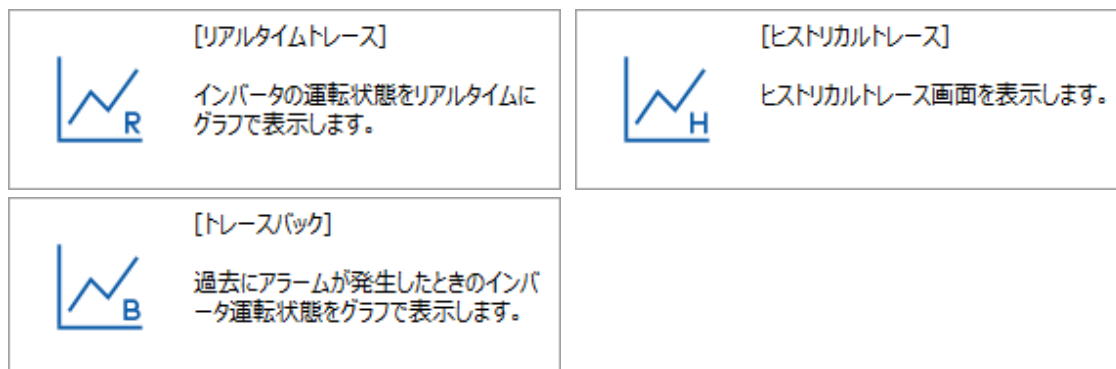 [リアルタイムトレース]
インバータの運転状態をリアルタイムに
グラフで表示します。
R
[ヒストリカルトレース]
ヒストリカルトレース画面を表示します。
H
[トレースバック]
過去にアラームが発生したときのインバ
ータ運転状態をグラフで表示します。
B